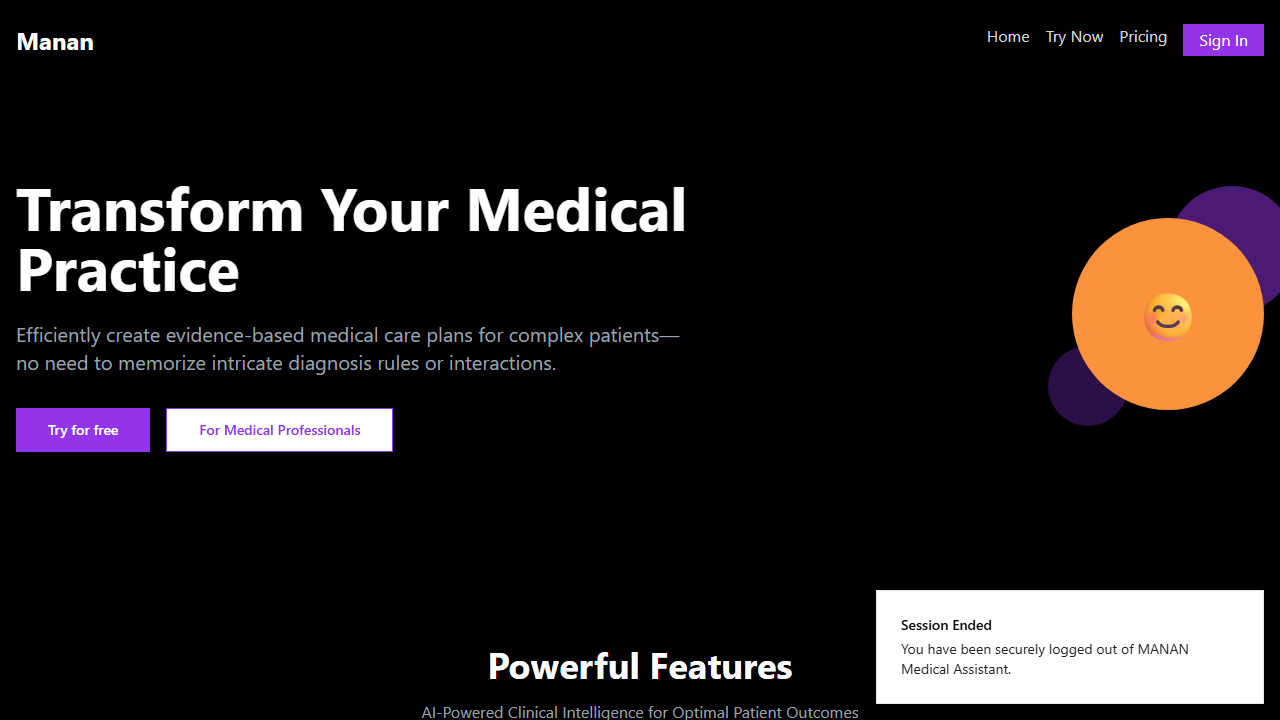 Manan
Home
Try Now
Pricing
Sign In
Transform Your Medical
Practice
Efficiently create evidence-based medical care plans for complex patients—
no need to memorize intricate diagnosis rules or interactions.
Try for free
For Medical Professionals
Session Ended
You have been securely logged out of MANAN
Medical Assistant.
Powerful Features
AI-Powered Clinical Intelligence for Optimal Patient Outcomes